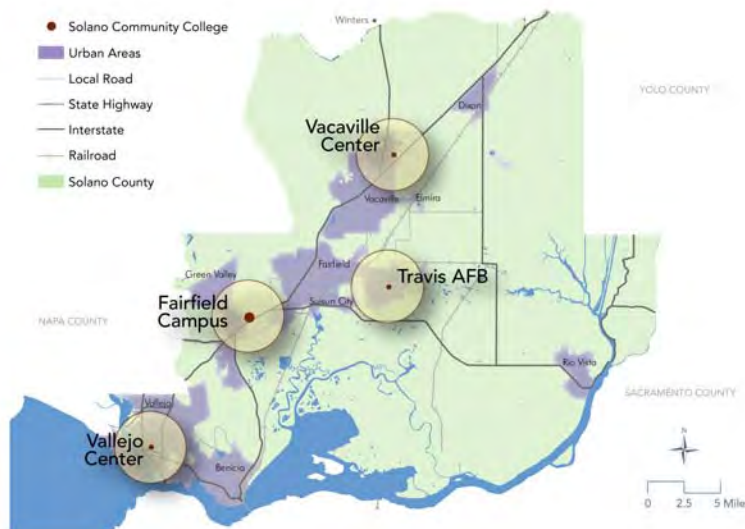 Solano Community College
Urban Areas
Local Road
State Highway
Interstate
Railroad
Solano County
Winters
YOLO COUNTY
Dixon
Vacaville
Center
Vacaville
Elmira
Green Valley
Fairfield
Travis AFB
Fairfield
Campus
Suisun City
NAPA COUNTY
Rio Vista
SACRAMENTO COUNTY
Vallejo
Vallejo
Center
Benicia
N
0 2.5 5 Mile